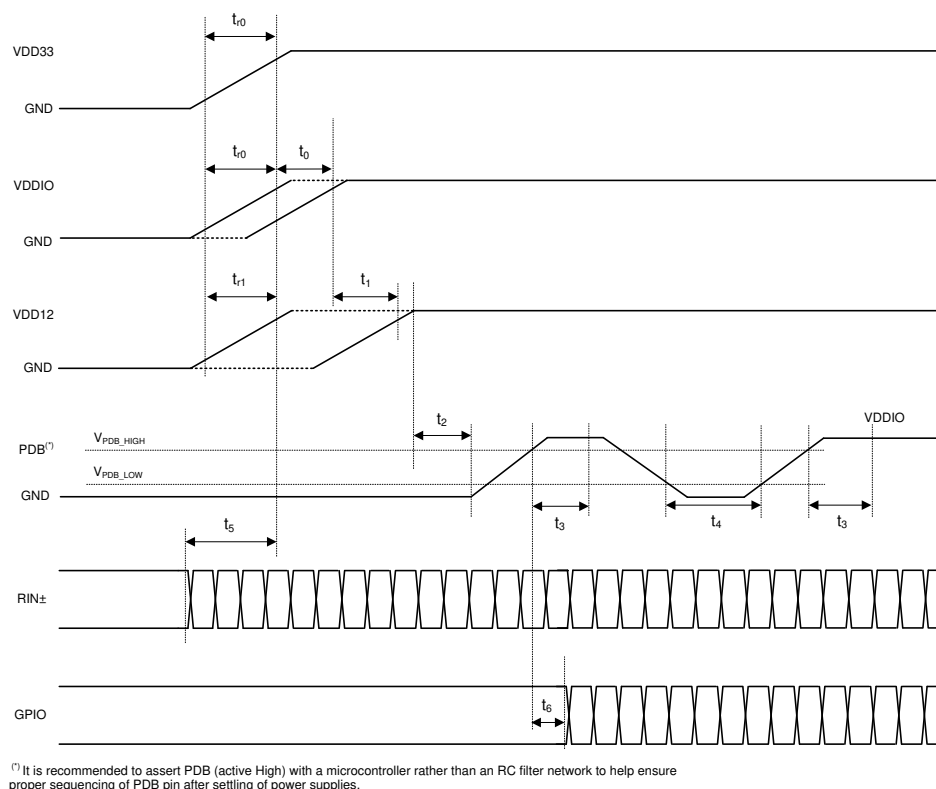 tr0
VDD33
GND
tr0
t0
VDDIO
GND
tr1
t1
VDD12
GND
t2
VDDIO
VPDB_HIGH
PDB(*)
VPDB_LOW
GND
t3
t4
t3
t5
RIN±
GPIO
t6
(*) It is recommended to assert PDB (active High) with a microcontroller rather than an RC filter network to help ensure
proper sequencing of PDB pin after settling of power supplies.